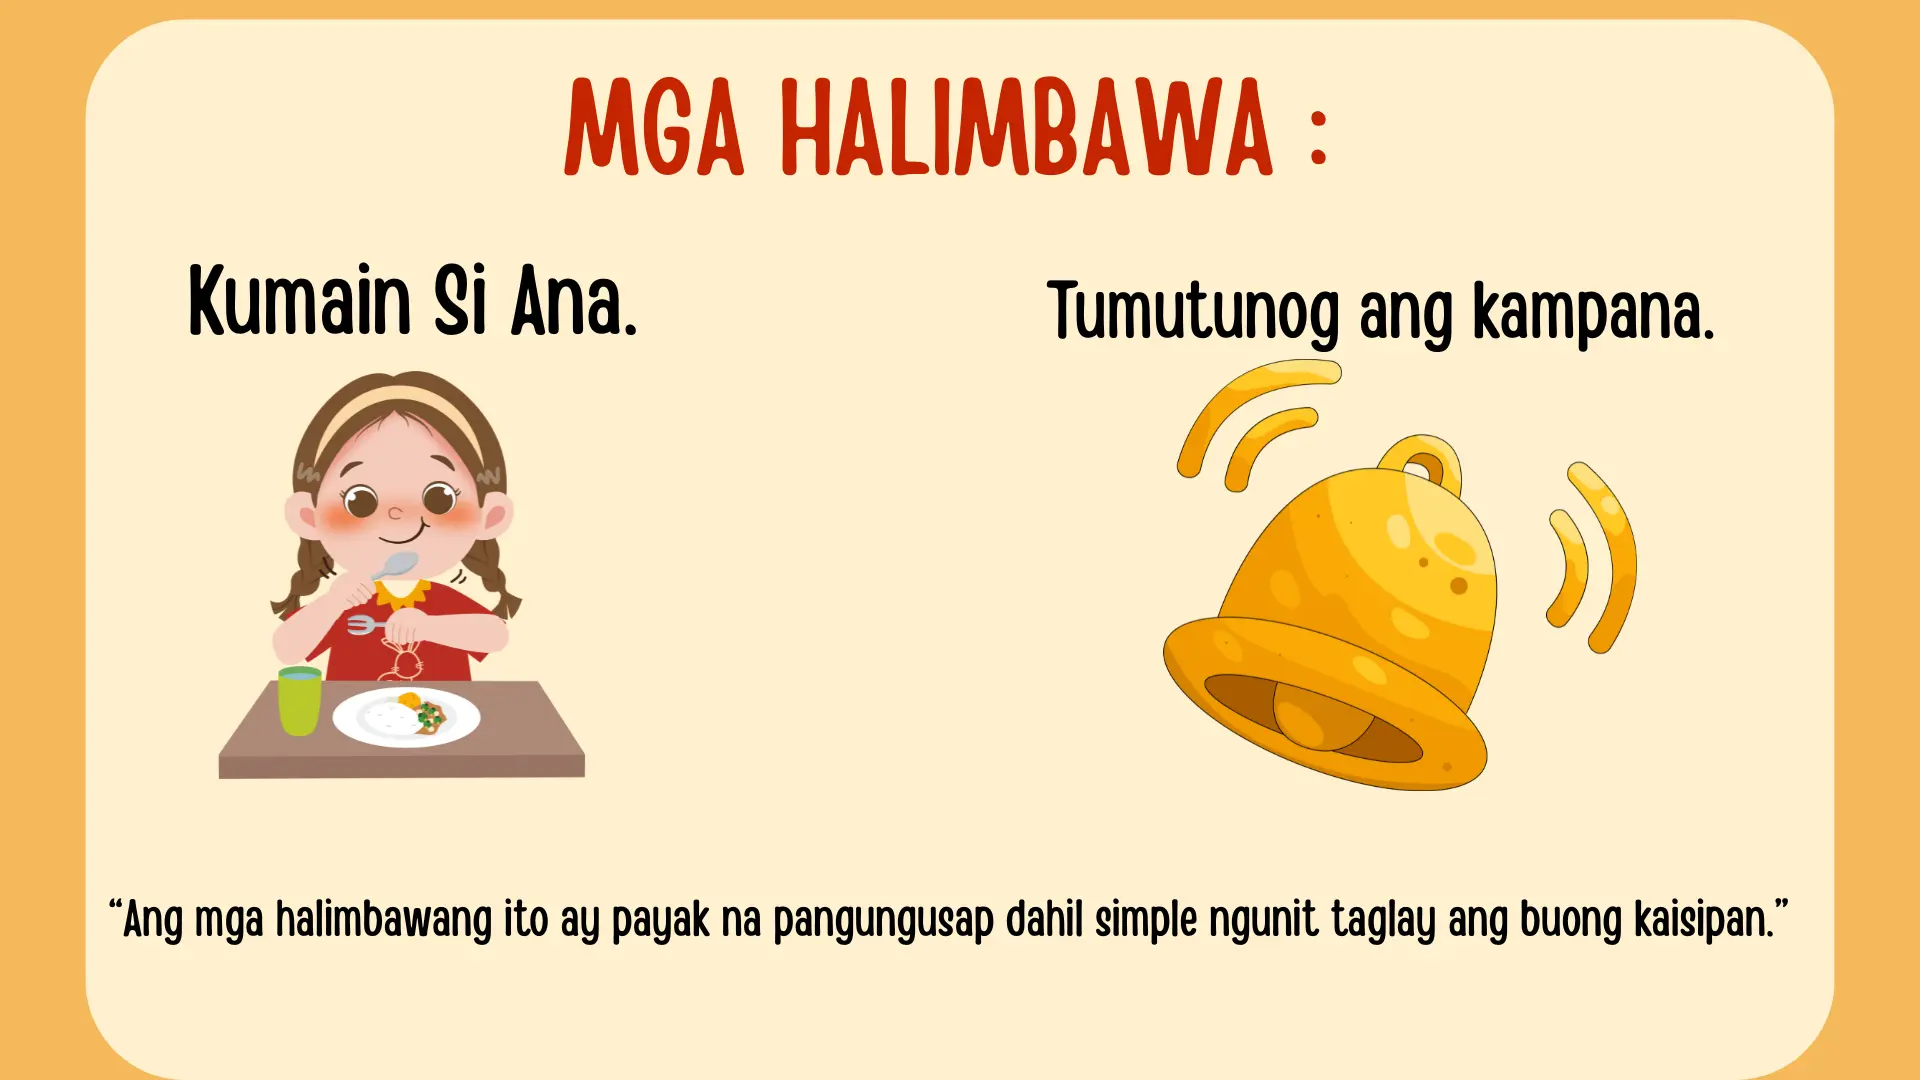 MGA HALIMBAWA :
Kumain Si Ana.
Tumutunog ang kampana.
“Ang mga halimbawang ito ay payak na pangungusap dahil simple ngunit taglay ang buong kaisipan.”